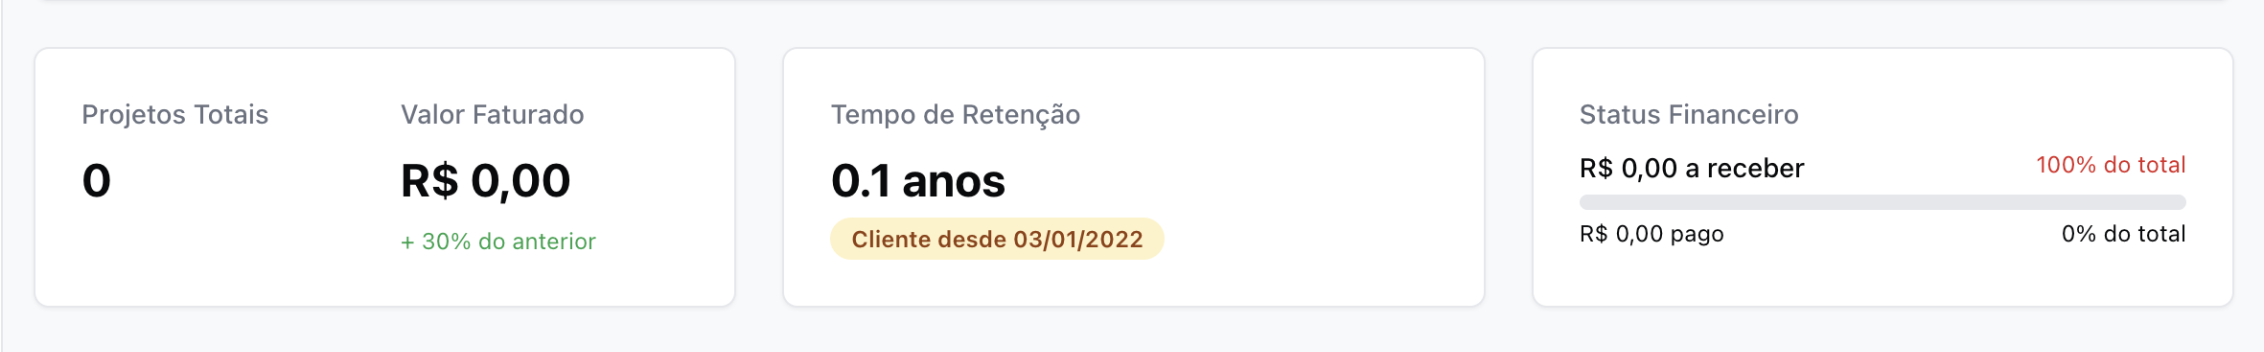 Projetos Totais
0
Valor Faturado
R$ 0,00
+ 30% do anterior
Tempo de Retenção
0.1 anos
Cliente desde 03/01/2022
Status Financeiro
R$ 0,00 a receber 100% do total
R$ 0,00 pago 0% do total